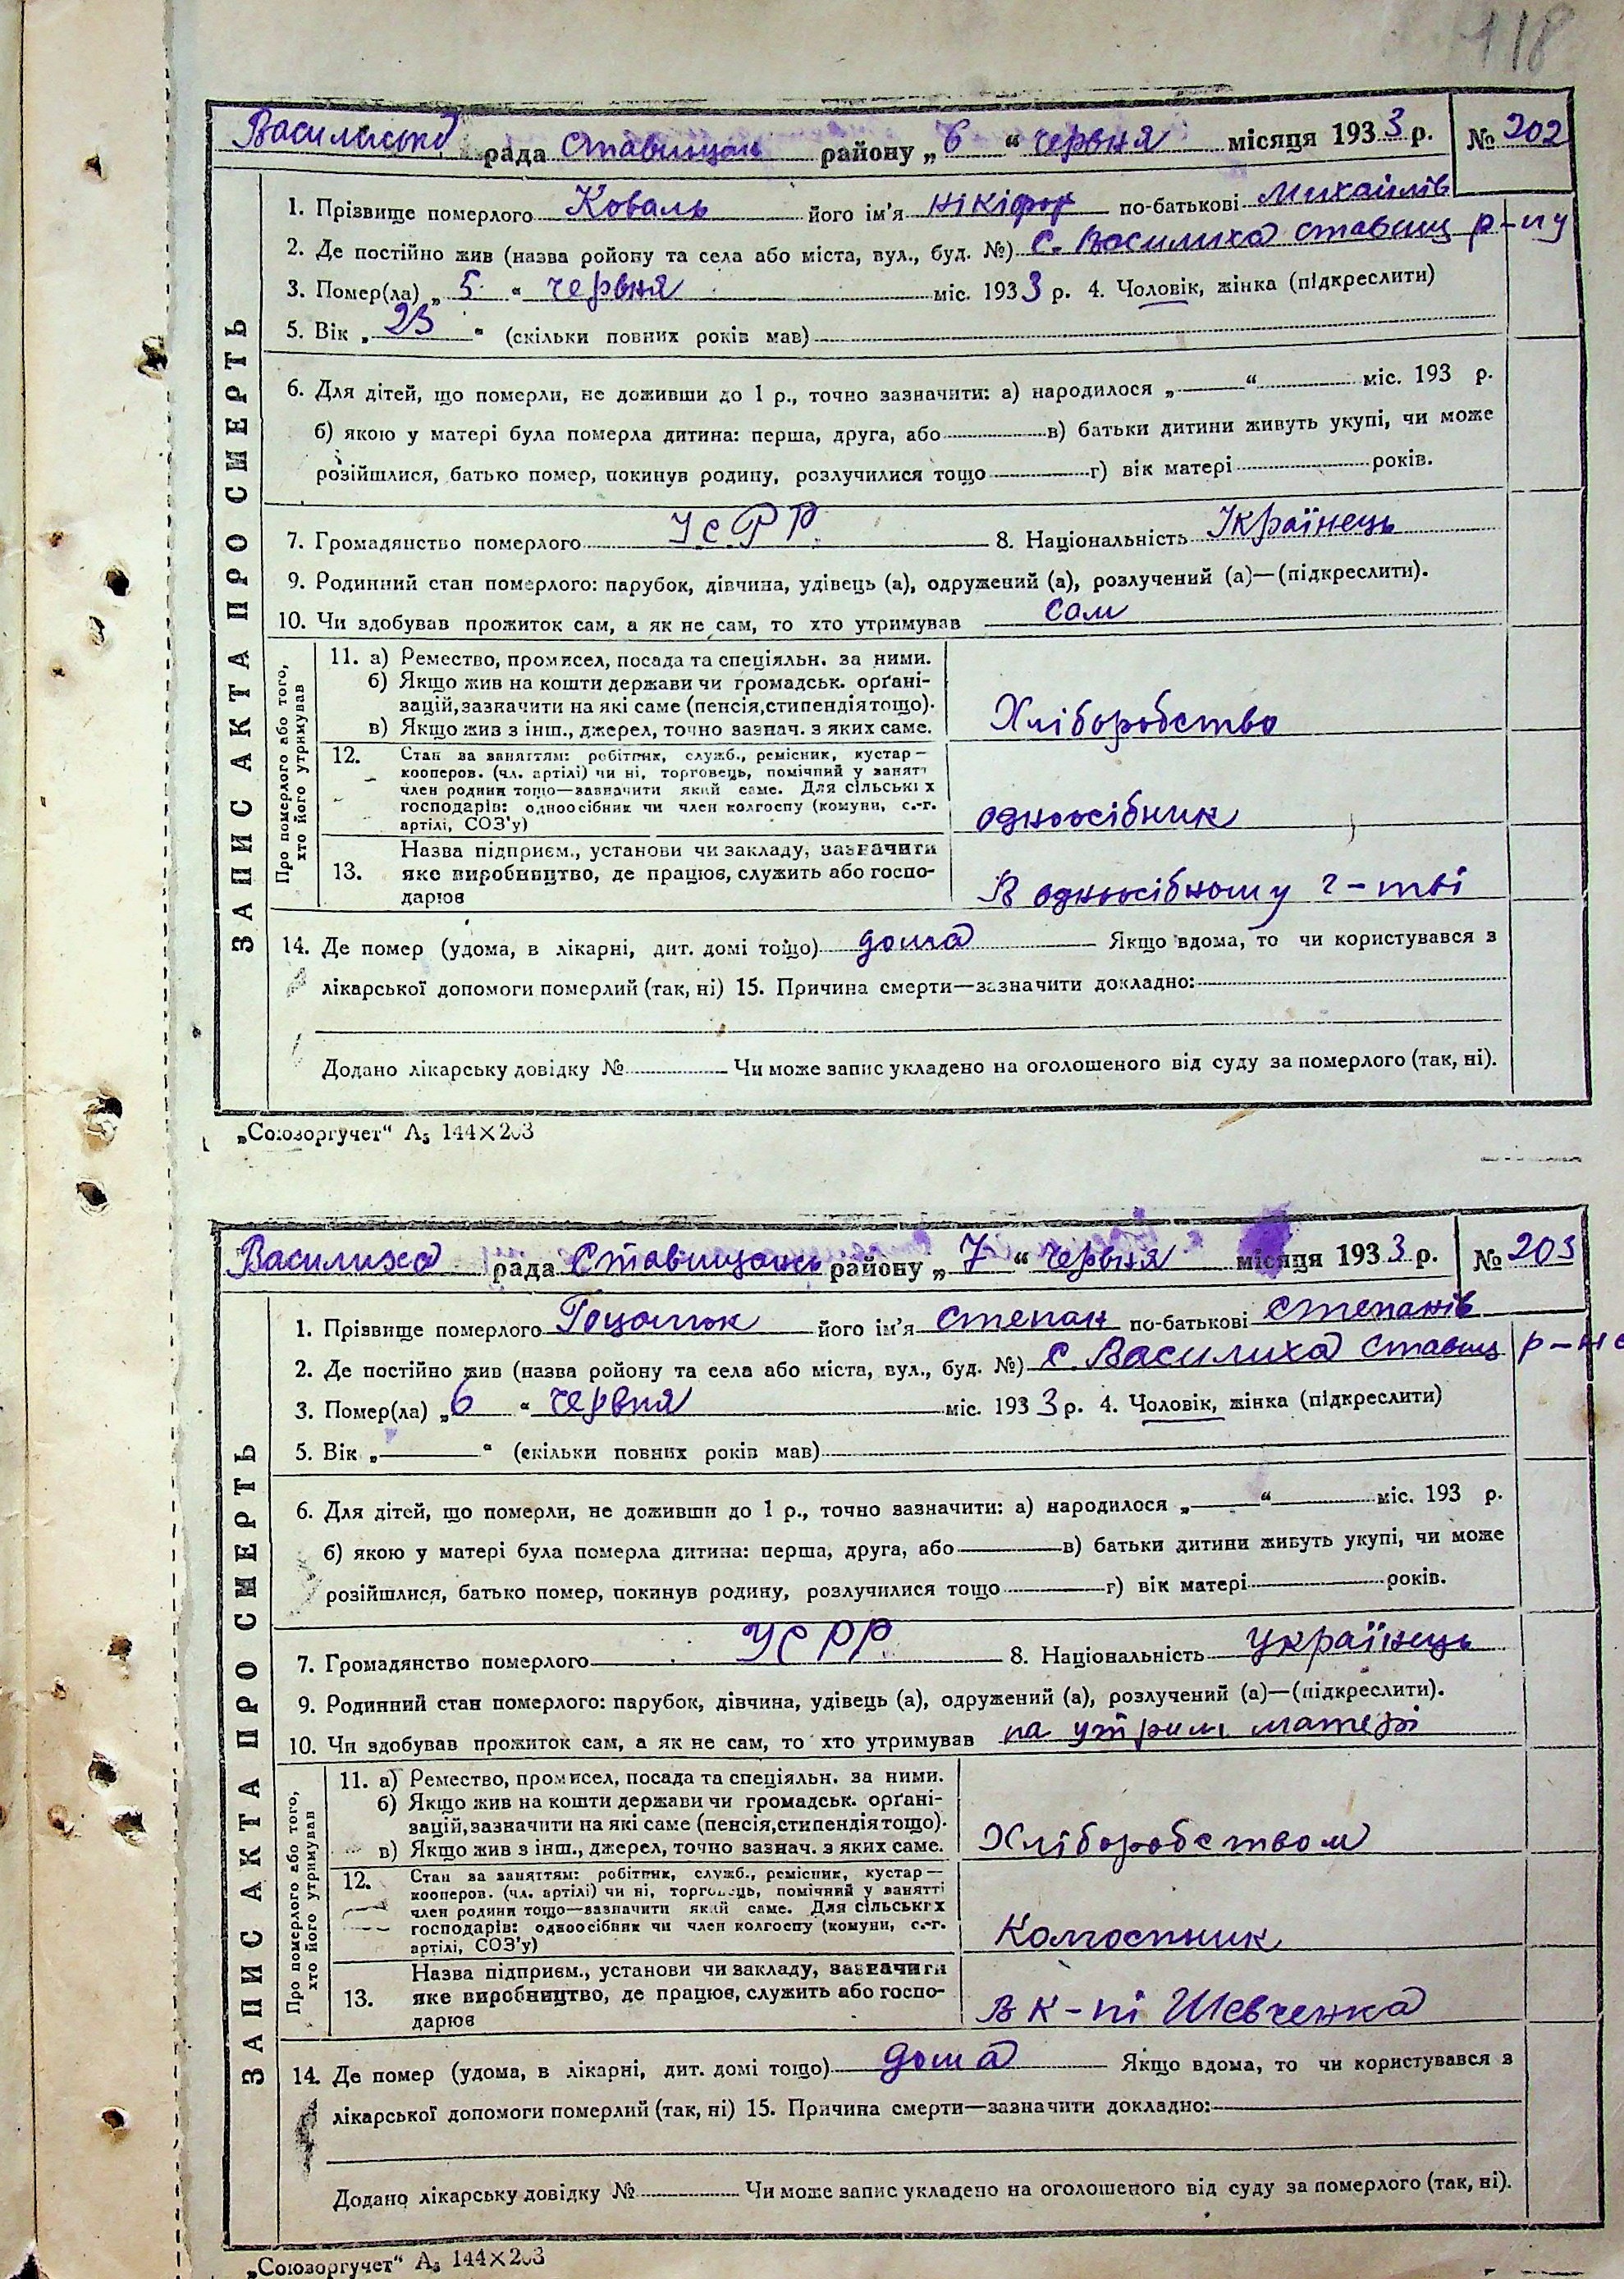 118
рада Ставищан району „6“ червня місяця 1933 р. № 202
ЗАПИС АКТА ПРО СМЕРТЬ
1. Прізвище померлого Коваль його ім’я Нікіфор по-батькові Михайлів
2. Де постійно жив (назва ройону та села або міста, вул., буд. №) С. Василиха ставищ р-ну
3. Помер(ла) „5“ червня міс. 1933 р. 4. Чоловік, жінка (підкреслити)
5. Вік „23“ (скільки повних років мав)
6. Для дітей, що померли, не доживши до 1 р., точно зазначити: а) народилося „ “ міс. 193 р.
б) якою у матері була померла дитина: перша, друга, або в) батьки дитини живуть укупі, чи може
розійшлися, батько помер, покинув родину, розлучилися тощо г) вік матері років.
7. Громадянство померлого УСРР 8. Національність Українець
9. Родинний стан померлого: парубок, дівчина, удівець (а), одружений (а), розлучений (а)—(підкреслити).
10. Чи здобував прожиток сам, а як не сам, то хто утримував сам
Про померлого або того, хто його утримував
11. а) Ремество, промисел, посада та спеціяльн. за ними.
б) Якщо жив на кошти держави чи громадськ. орґані-
зацій, зазначити на які саме (пенсія, стипендія тощо).
в) Якщо жив з інш., джерел, точно зазнач. з яких саме. Хліборобство
12. Стан за заняттям: робітник, служб., ремісник, кустар —
кооперов. (чл. артілі) чи ні, торговець, помічний у занятт
член родини тощо—зазначити який саме. Для сільських
господарів: одноосібник чи член колгоспу (комуни, с.-г.
артілі, СОЗ’у) одноосібник
Назва підприєм., установи чи закладу, зазначити
13. яке виробництво, де працює, служить або госпо-
дарює В одноосібному г-тві
14. Де помер (удома, в лікарні, дит. домі тощо) дома Якщо вдома, то чи користувався з
лікарської допомоги померлий (так, ні) 15. Причина смерти—зазначити докладно:
Додано лікарську довідку № Чи може запис укладено на оголошеного від суду за померлого (так, ні).
„Союзоргучет“ А₅ 144×203
Василиха рада Ставищансь району „7“ червня місяця 1933 р. № 203
ЗАПИС АКТА ПРО СМЕРТЬ
1. Прізвище померлого його ім’я Степан по-батькові Степанів
2. Де постійно жив (назва ройону та села або міста, вул., буд. №) С. Василиха Ставищ р-н
3. Помер(ла) „6“ червня міс. 1933 р. 4. Чоловік, жінка (підкреслити)
5. Вік „ “ (скільки повних років мав)
6. Для дітей, що померли, не доживши до 1 р., точно зазначити: а) народилося „ “ міс. 193 р.
б) якою у матері була померла дитина: перша, друга, або в) батьки дитини живуть укупі, чи може
розійшлися, батько помер, покинув родину, розлучилися тощо г) вік матері років.
7. Громадянство померлого УСРР 8. Національність Українець
9. Родинний стан померлого: парубок, дівчина, удівець (а), одружений (а), розлучений (а)—(підкреслити).
10. Чи здобував прожиток сам, а як не сам, то хто утримував на утрим. матері
Про померлого або того, хто його утримував
11. а) Ремество, промисел, посада та спеціяльн. за ними.
б) Якщо жив на кошти держави чи громадськ. орґані-
зацій, зазначити на які саме (пенсія, стипендія тощо).
в) Якщо жив з інш., джерел, точно зазнач. з яких саме. Хліборобством
12. Стан за заняттям: робітник, служб., ремісник, кустар —
кооперов. (чл. артілі) чи ні, торговець, помічний у занятті
член родини тощо—зазначити який саме. Для сільських
господарів: одноосібник чи член колгоспу (комуни, с.-г.
артілі, СОЗ’у) Колгоспник
Назва підприєм., установи чи закладу, зазначити
13. яке виробництво, де працює, служить або госпо-
дарює в к-пі Шевченка
14. Де помер (удома, в лікарні, дит. домі тощо) дома Якщо вдома, то чи користувався з
лікарської допомоги померлий (так, ні) 15. Причина смерти—зазначити докладно:
Додано лікарську довідку № Чи може запис укладено на оголошеного від суду за померлого (так, ні).
„Союзоргучет“ А₅ 144×203